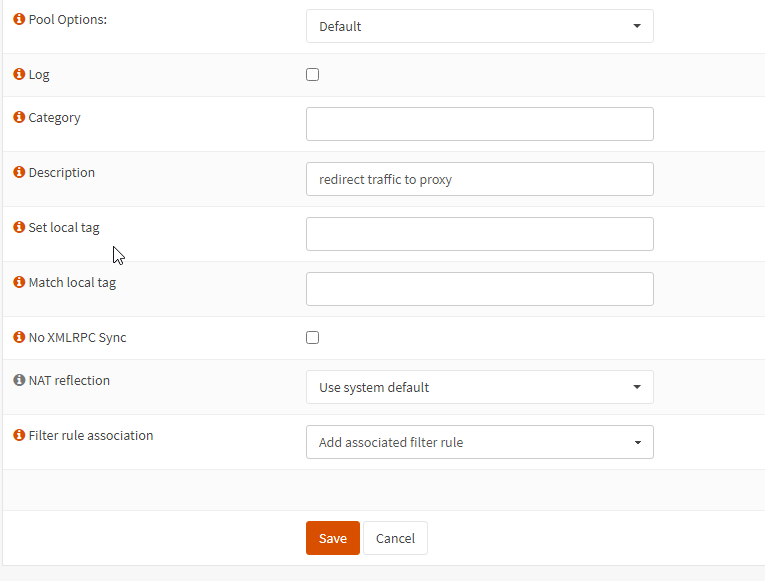 Pool Options:
Default
Log
Category
Description
redirect traffic to proxy
Set local tag
Match local tag
No XMLRPC Sync
NAT reflection
Use system default
Filter rule association
Add associated filter rule
Save
Cancel